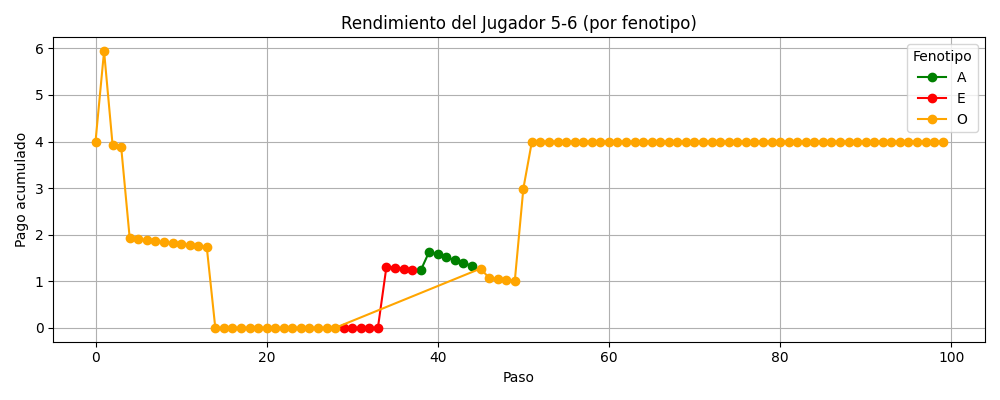 Rendimiento del Jugador 5-6 (por fenotipo)
Pago acumulado
6
5
4
3
2
1
0
0
20
40
60
80
100
Paso
Fenotipo
A
E
O